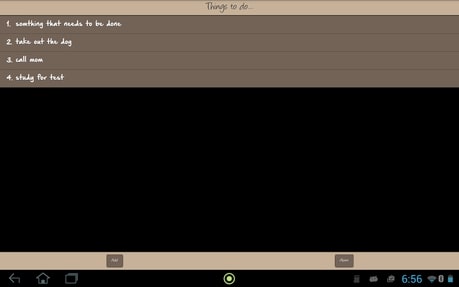 Things to do...
1. somthing that needs to be done
2. take out the dog
3. call mom
4. study for test
Add
6:56